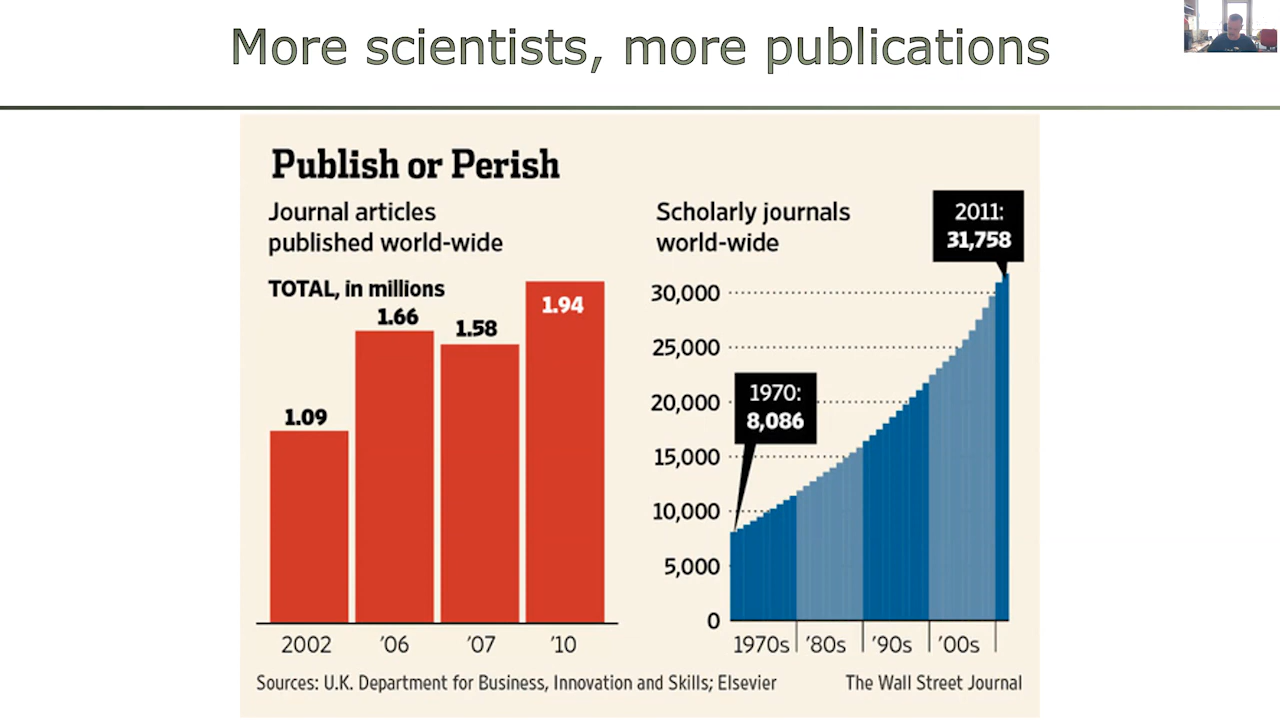 More scientists, more publications
Publish or Perish
Journal articles
published world-wide
TOTAL, in millions
1.09
1.66
1.58
1.94
2002
'06
'07
'10
Scholarly journals
world-wide
2011:
31,758
1970:
8,086
30,000
25,000
20,000
15,000
10,000
5,000
0
1970s
'80s
'90s
'00s
Sources: U.K. Department for Business, Innovation and Skills; Elsevier
The Wall Street Journal